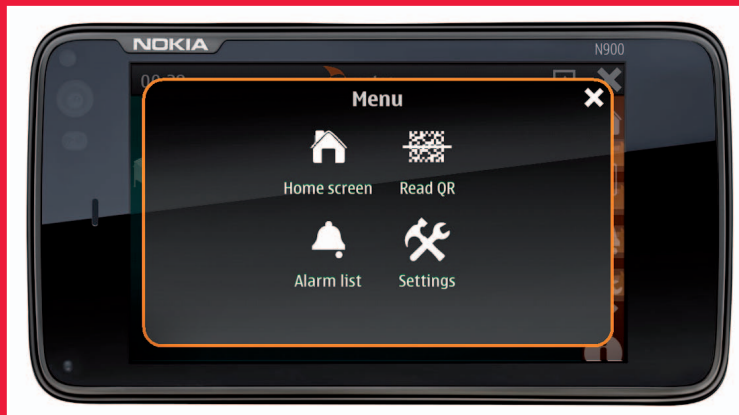 NOKIA
N900
Menu
Home screen
Read QR
Alarm list
Settings